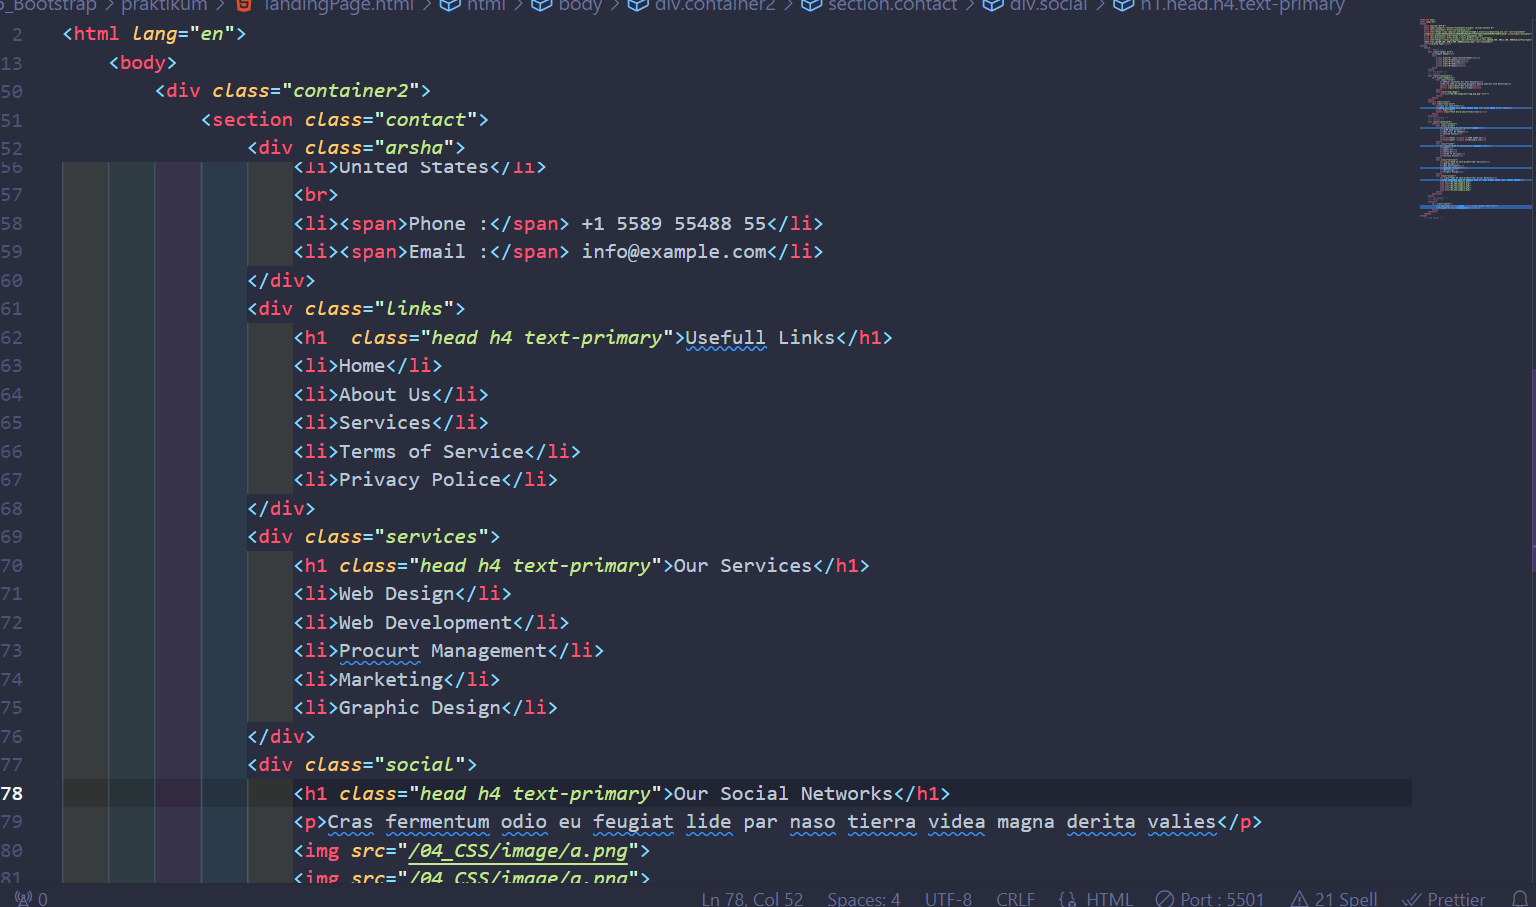 _Bootstrap > praktikum > landingPage.html > html > body > div.container2 > section.contact > div.social > h1.head.h4.text-primary
2 <html lang="en">
13 <body>
50 <div class="container2">
51 <section class="contact">
52 <div class="arsha">
56 <li>United States</li>
57 <br>
58 <li><span>Phone :</span> +1 5589 55488 55</li>
59 <li><span>Email :</span> info@example.com</li>
60 </div>
61 <div class="links">
62 <h1  class="head h4 text-primary">Usefull Links</h1>
63 <li>Home</li>
64 <li>About Us</li>
65 <li>Services</li>
66 <li>Terms of Service</li>
67 <li>Privacy Police</li>
68 </div>
69 <div class="services">
70 <h1 class="head h4 text-primary">Our Services</h1>
71 <li>Web Design</li>
72 <li>Web Development</li>
73 <li>Procurt Management</li>
74 <li>Marketing</li>
75 <li>Graphic Design</li>
76 </div>
77 <div class="social">
78 <h1 class="head h4 text-primary">Our Social Networks</h1>
79 <p>Cras fermentum odio eu feugiat lide par naso tierra videa magna derita valies</p>
80 <img src="/04_CSS/image/a.png">
81 <img src="/04_CSS/image/a.png">
0 Ln 78, Col 52 Spaces: 4 UTF-8 CRLF {} HTML Port : 5501 21 Spell Prettier